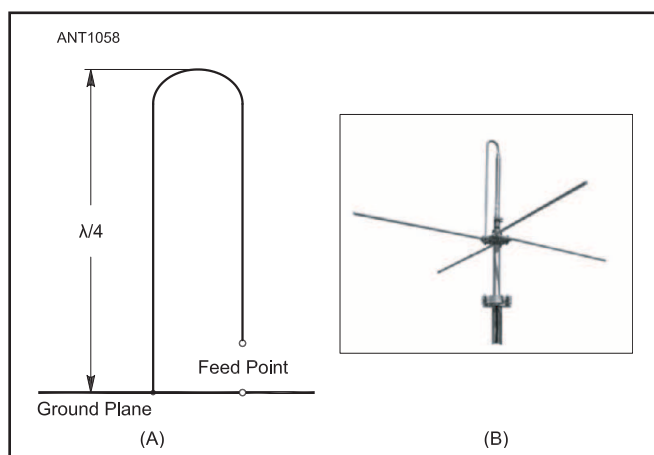 ANT1058
λ/4
Feed Point
Ground Plane
(A)
(B)